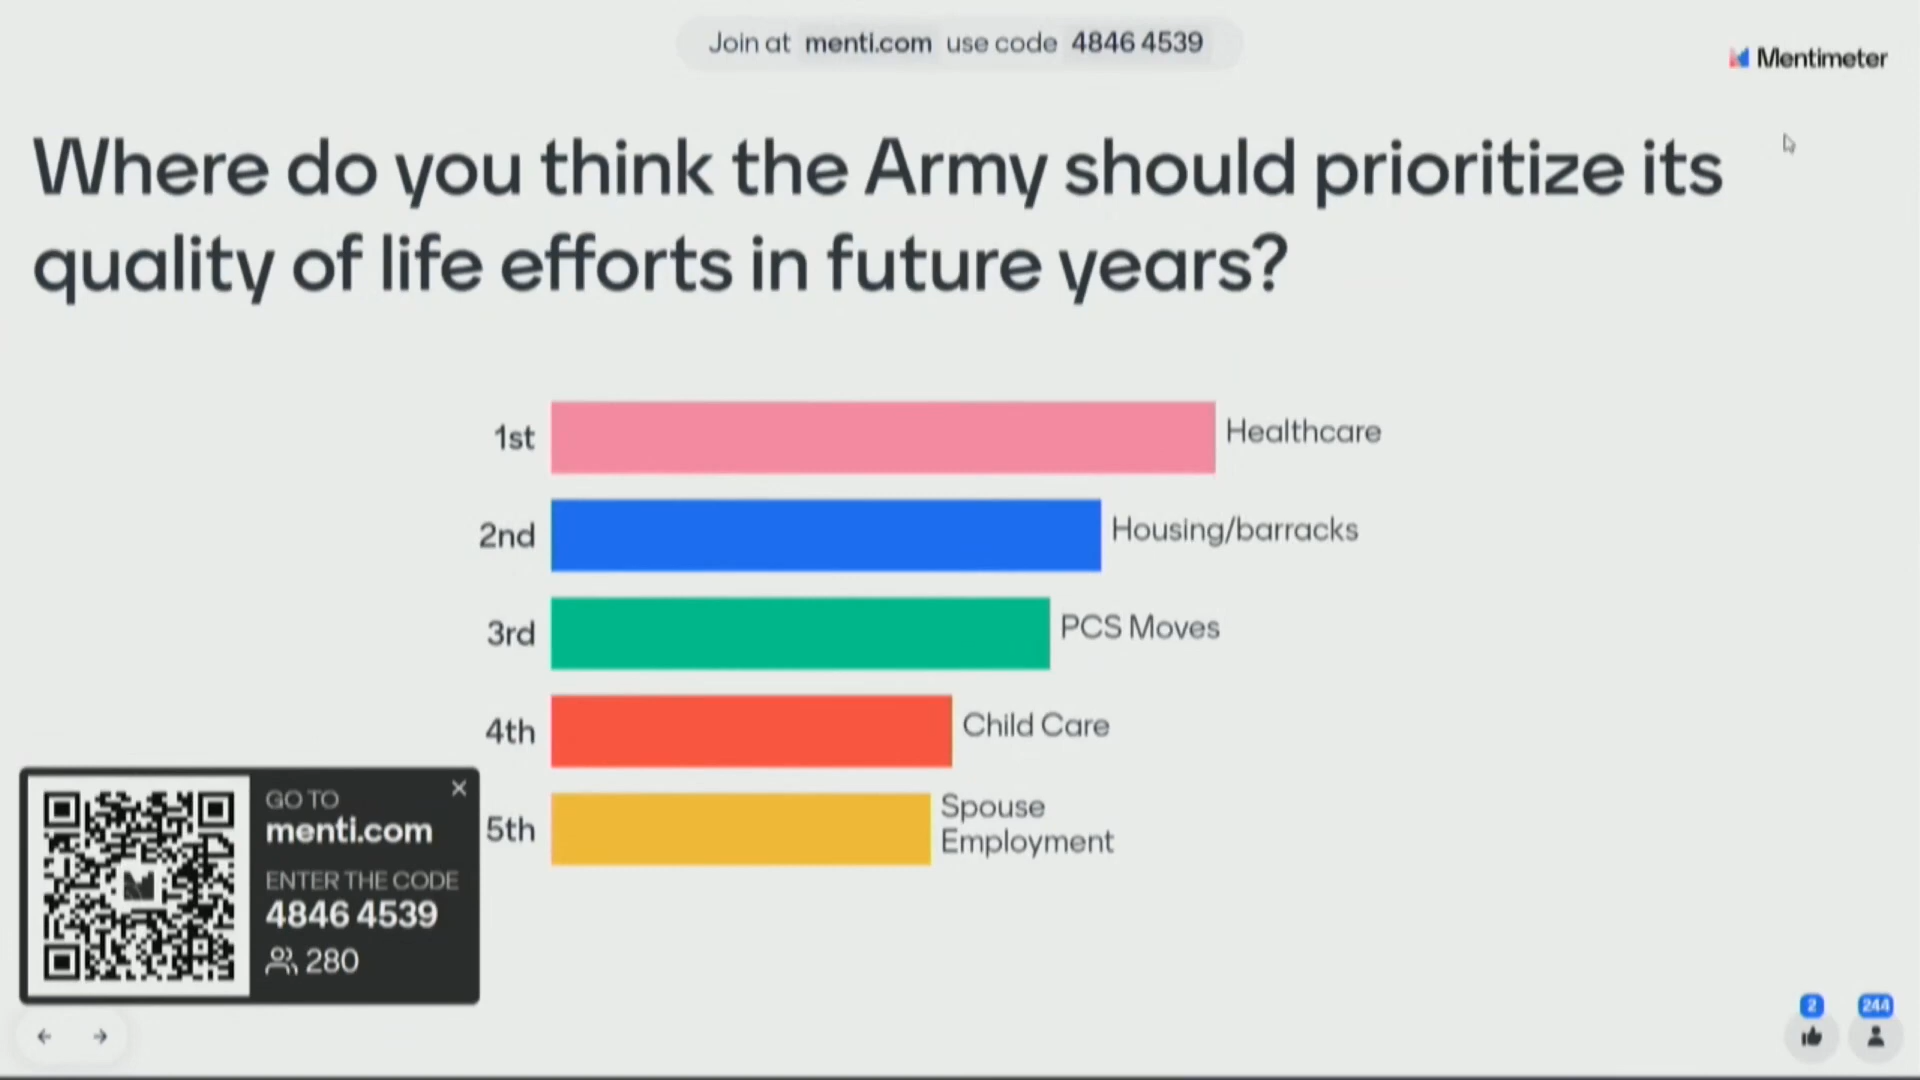 Join at menti.com use code 4846 4539
Mentimeter
Where do you think the Army should prioritize its
quality of life efforts in future years?
1st
Healthcare
2nd
Housing/barracks
3rd
PCS Moves
4th
Child Care
5th
Spouse
Employment
GO TO
menti.com
ENTER THE CODE
4846 4539
280
2
244